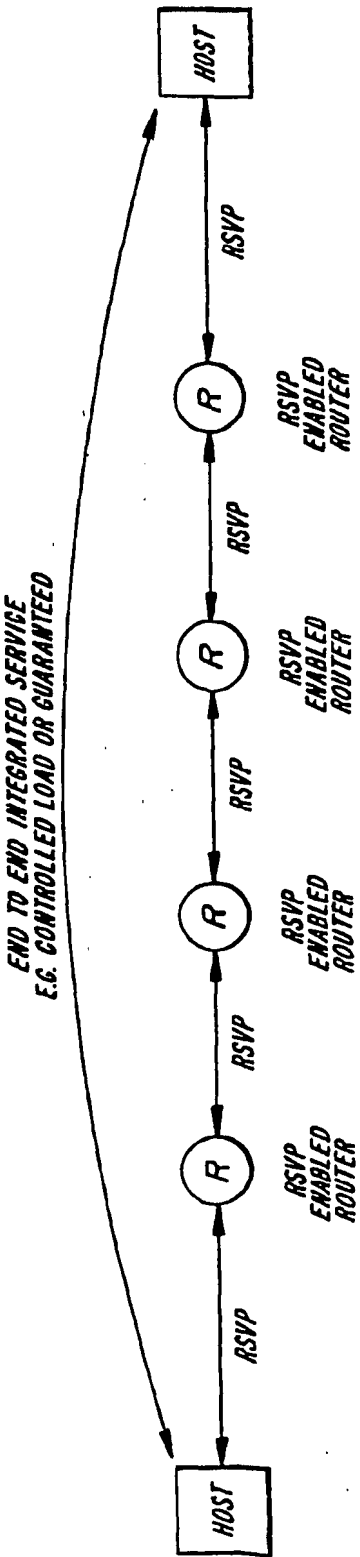 END TO END INTEGRATED SERVICE
E.G. CONTROLLED LOAD OR GUARANTEED
HOST
RSVP
R
RSVP
R
RSVP
R
RSVP
R
RSVP
HOST
RSVP
ENABLED
ROUTER
RSVP
ENABLED
ROUTER
RSVP
ENABLED
ROUTER
RSVP
ENABLED
ROUTER